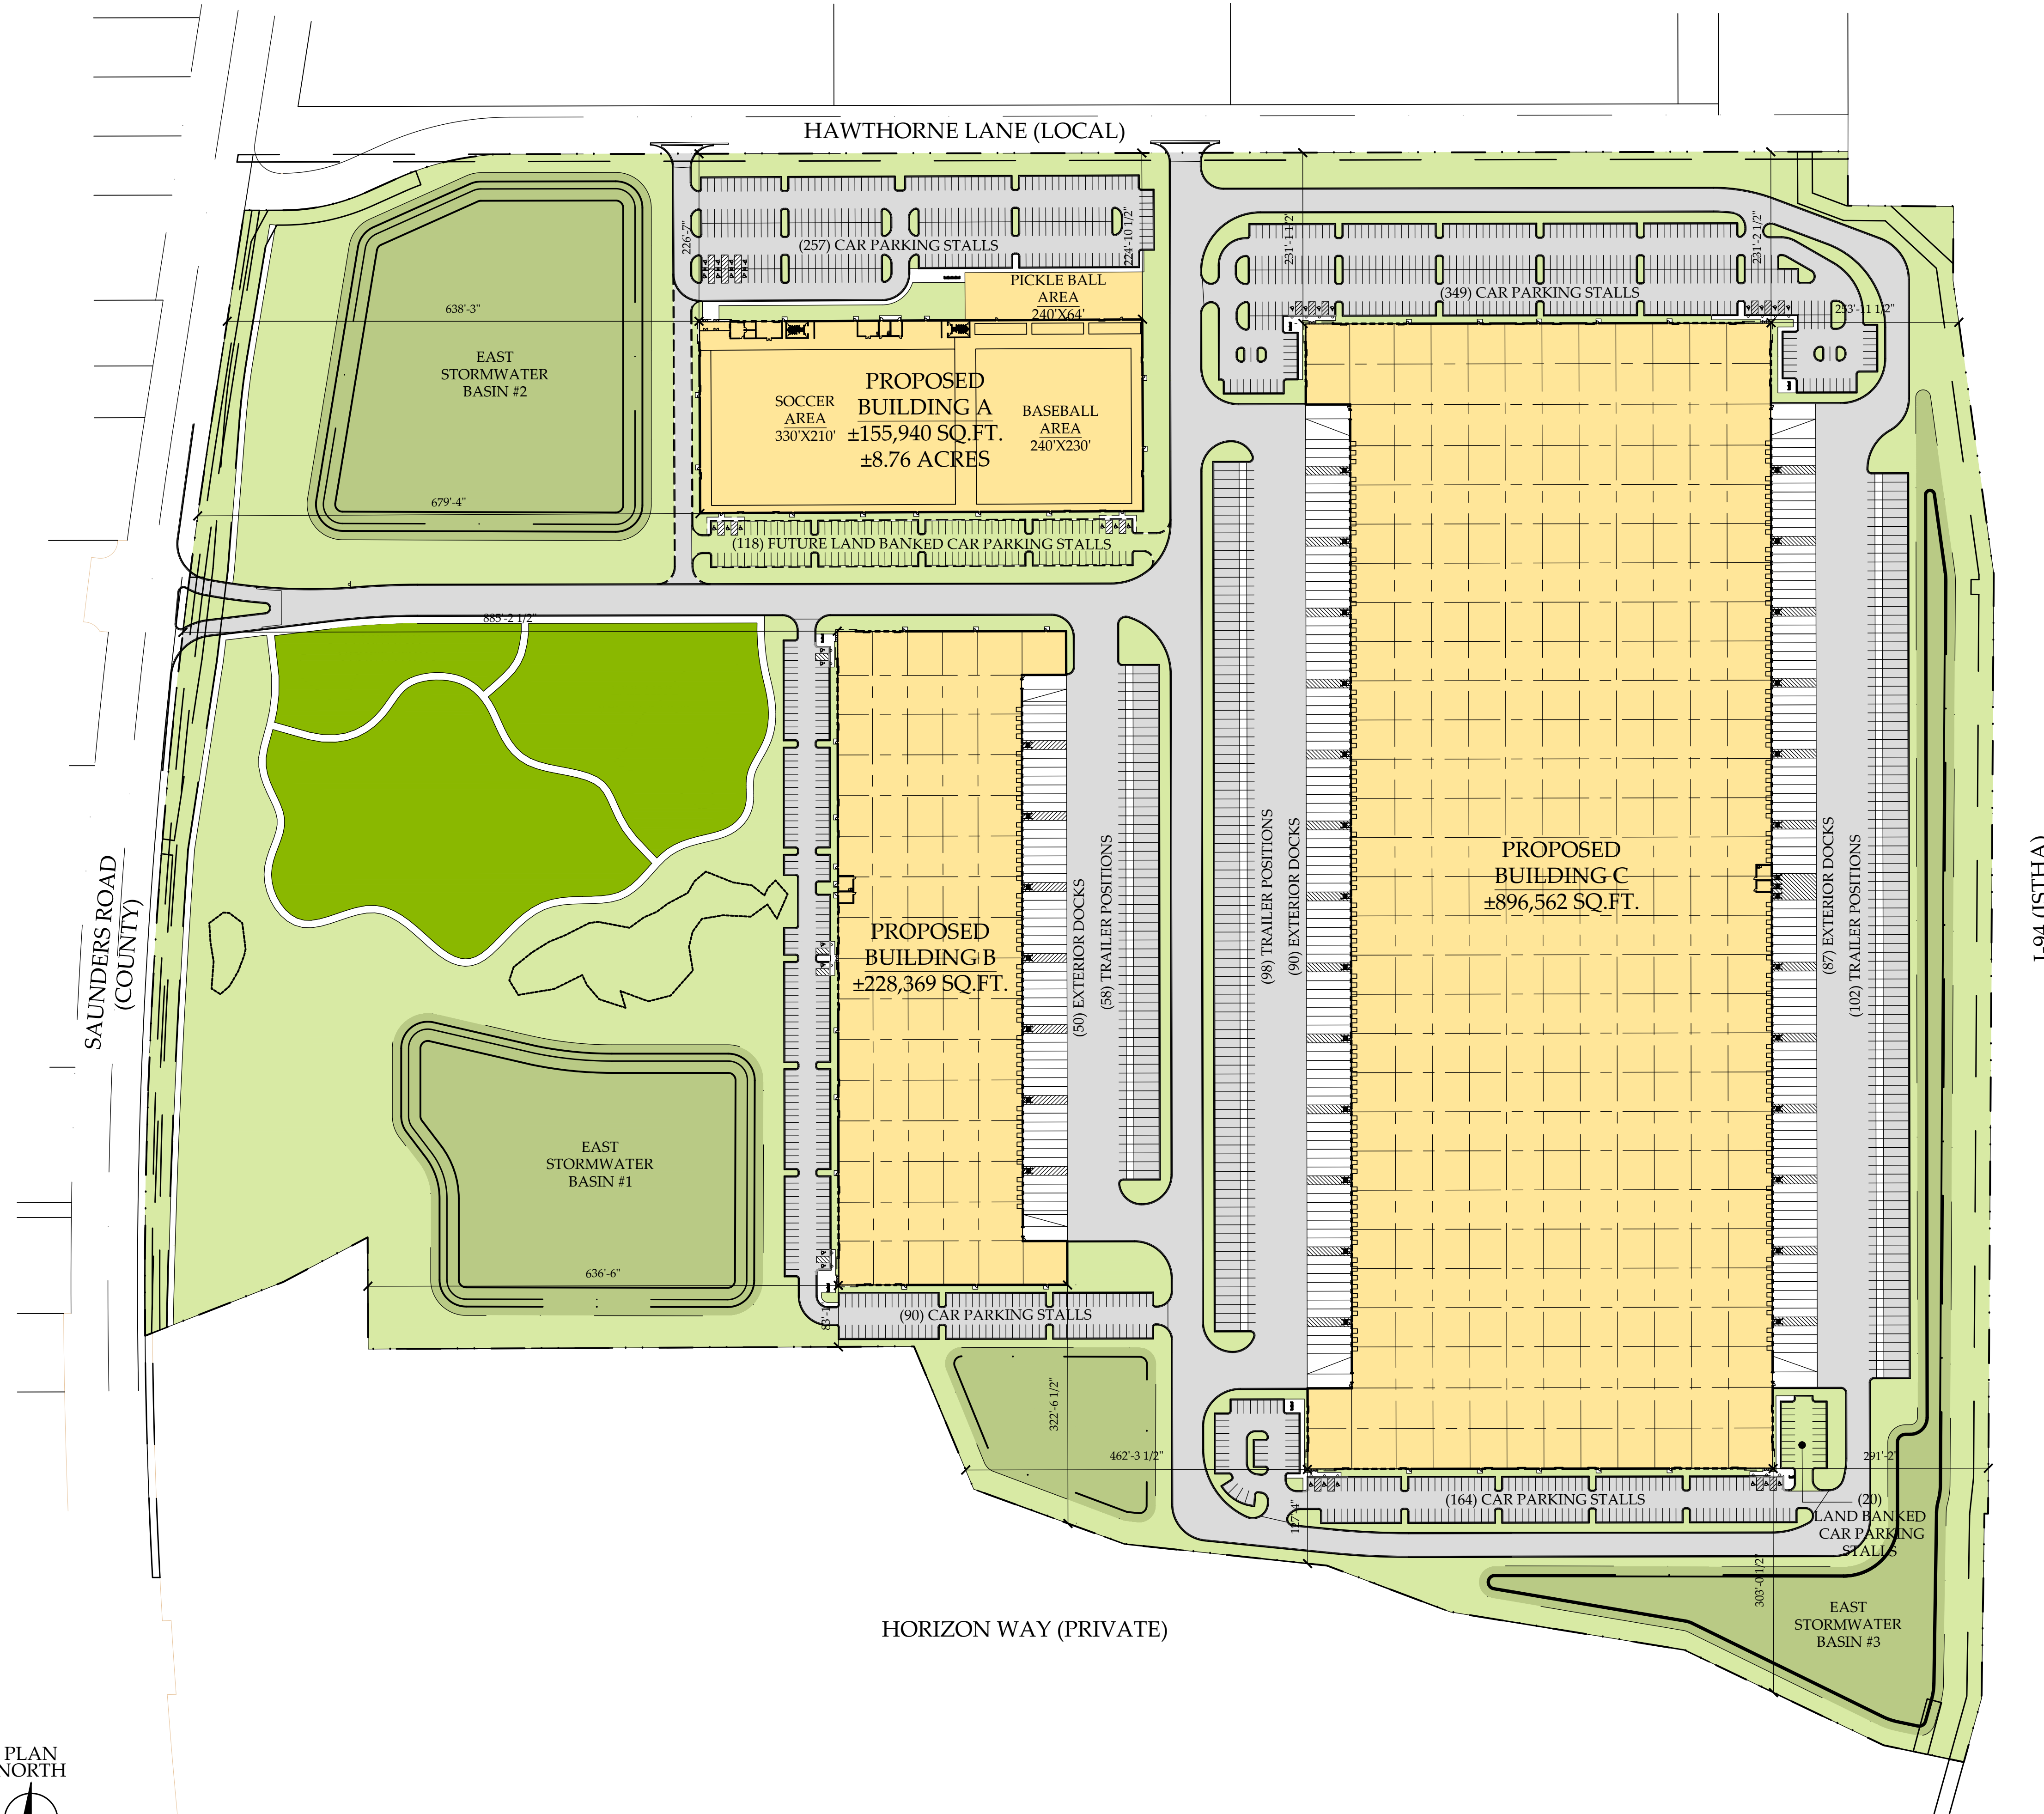 HAWTHORNE LANE (LOCAL)
226'-7"
(257) CAR PARKING STALLS
224'-10 1/2"
231'-1 1/2"
231'-2 1/2"
(349) CAR PARKING STALLS
253'-11 1/2"
PICKLE BALL
AREA
240'X64'
638'-3"
EAST
STORMWATER
BASIN #2
679'-4"
SOCCER
AREA
330'X210'
PROPOSED
BUILDING A
±155,940 SQ.FT.
±8.76 ACRES
BASEBALL
AREA
240'X230'
(118) FUTURE LAND BANKED CAR PARKING STALLS
885'-2 1/2"
SAUNDERS ROAD
(COUNTY)
PROPOSED
BUILDING B
±228,369 SQ.FT.
(50) EXTERIOR DOCKS
(58) TRAILER POSITIONS
(98) TRAILER POSITIONS
(90) EXTERIOR DOCKS
PROPOSED
BUILDING C
±896,562 SQ.FT.
(87) EXTERIOR DOCKS
(102) TRAILER POSITIONS
I-94 (ISTHA)
EAST
STORMWATER
BASIN #1
636'-6"
(90) CAR PARKING STALLS
322'-6 1/2"
462'-3 1/2"
127'-4"
(164) CAR PARKING STALLS
291'-2"
(20)
LAND BANKED
CAR PARKING
STALLS
303'-0 1/2"
EAST
STORMWATER
BASIN #3
HORIZON WAY (PRIVATE)
PLAN
NORTH